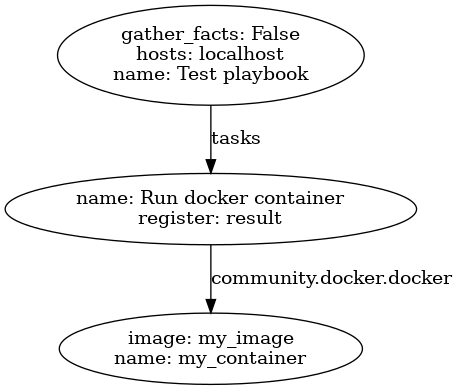 gather_facts: False
hosts: localhost
name: Test playbook
tasks
name: Run docker container
register: result
community.docker.docker
image: my_image
name: my_container